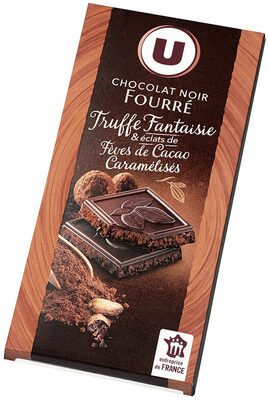 U
CHOCOLAT NOIR
FOURRÉ
Truffe Fantaisie
& éclats de
Fèves de Cacao
Caramélisés
entreprise
de FRANCE